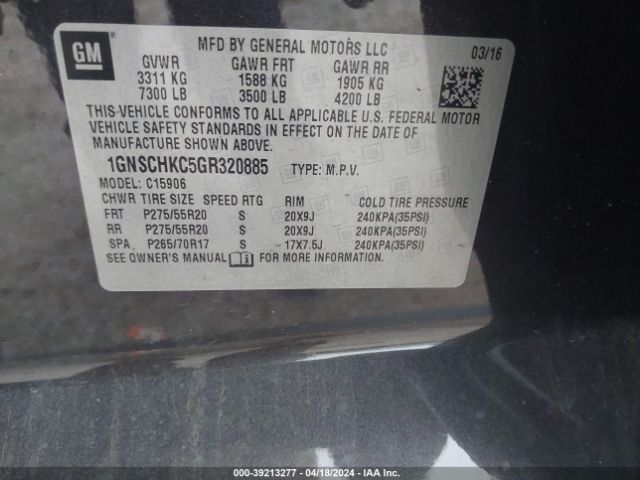 GM
MFD BY GENERAL MOTORS LLC
03/16
GVWR GAWR FRT GAWR RR
3311 KG 1588 KG 1905 KG
7300 LB 3500 LB 4200 LB
THIS-VEHICLE CONFORMS TO ALL APPLICABLE U.S. FEDERAL MOTOR
VEHICLE SAFETY STANDARDS IN EFFECT ON THE DATE OF
MANUFACTURE SHOWN ABOVE.
1GNSCHKC5GR320885 TYPE: M.P.V.
MODEL: C15906
CHWR TIRE SIZE SPEED RTG RIM COLD TIRE PRESSURE
FRT P275/55R20 S 20X9J 240KPA(35PSI)
RR P275/55R20 S 20X9J 240KPA(35PSI)
SPA P265/70R17 S 17X7.5J 240KPA(35PSI)
SEE OWNER'S MANUAL FOR MORE INFORMATION.
000-39213277 - 04/18/2024 - IAA Inc.